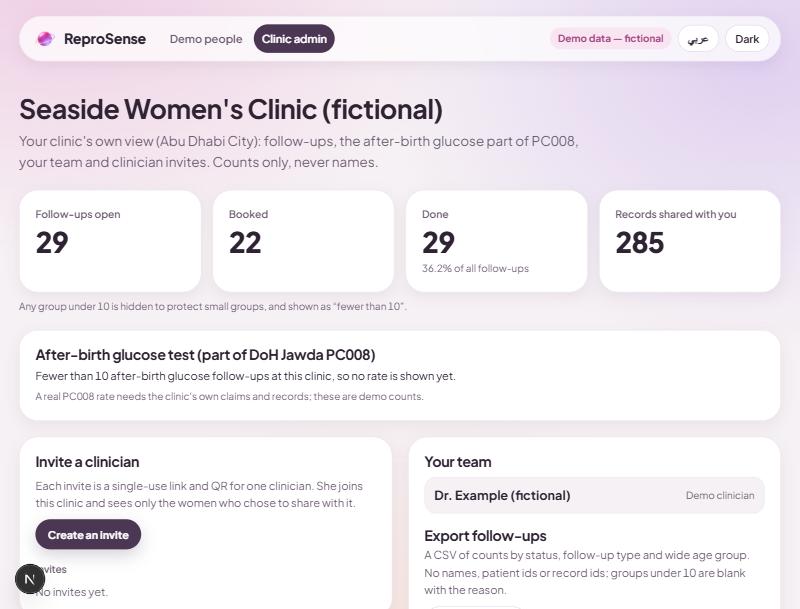 ReproSense
Demo people
Clinic admin
Demo data — fictional
عربي
Dark
Seaside Women's Clinic (fictional)
Your clinic's own view (Abu Dhabi City): follow-ups, the after-birth glucose part of PC008,
your team and clinician invites. Counts only, never names.
Follow-ups open
29
Booked
22
Done
29
36.2% of all follow-ups
Records shared with you
285
Any group under 10 is hidden to protect small groups, and shown as "fewer than 10".
After-birth glucose test (part of DoH Jawda PC008)
Fewer than 10 after-birth glucose follow-ups at this clinic, so no rate is shown yet.
A real PC008 rate needs the clinic's own claims and records; these are demo counts.
Invite a clinician
Each invite is a single-use link and QR for one clinician. She joins
this clinic and sees only the women who chose to share with it.
Create an invite
N
No invites yet.
Your team
Dr. Example (fictional)
Demo clinician
Export follow-ups
A CSV of counts by status, follow-up type and wide age group.
No names, patient ids or record ids; groups under 10 are blank
with the reason.